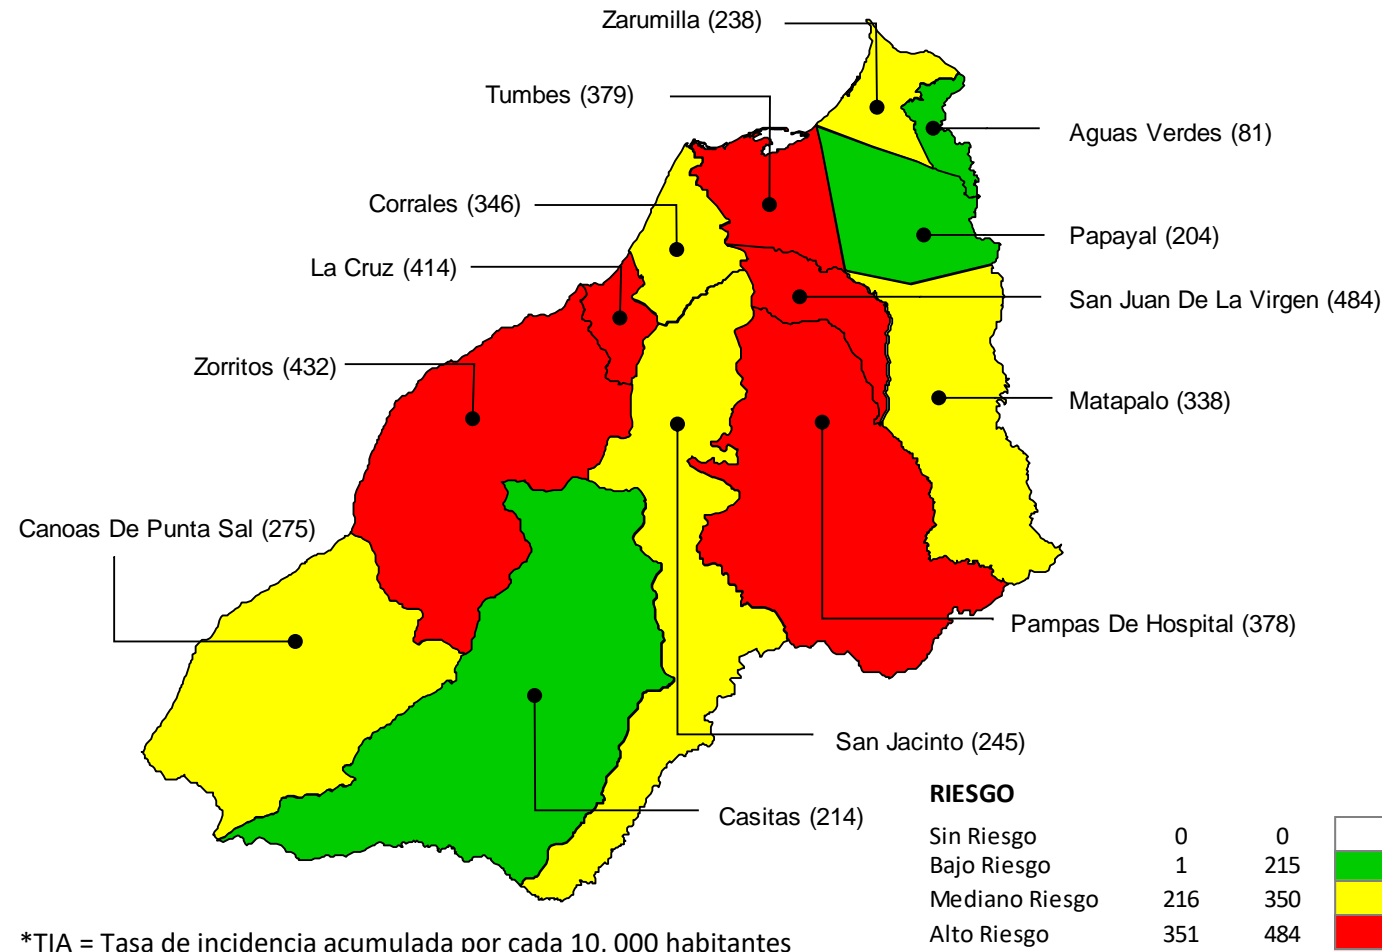 Zarumilla (238)
Tumbes (379)
Aguas Verdes (81)
Corrales (346)
Papayal (204)
La Cruz (414)
San Juan De La Virgen (484)
Zorritos (432)
Matapalo (338)
Canoas De Punta Sal (275)
Pampas De Hospital (378)
San Jacinto (245)
Casitas (214)
RIESGO
Sin Riesgo 0 0
Bajo Riesgo 1 215
Mediano Riesgo 216 350
Alto Riesgo 351 484
*TIA = Tasa de incidencia acumulada por cada 10, 000 habitantes